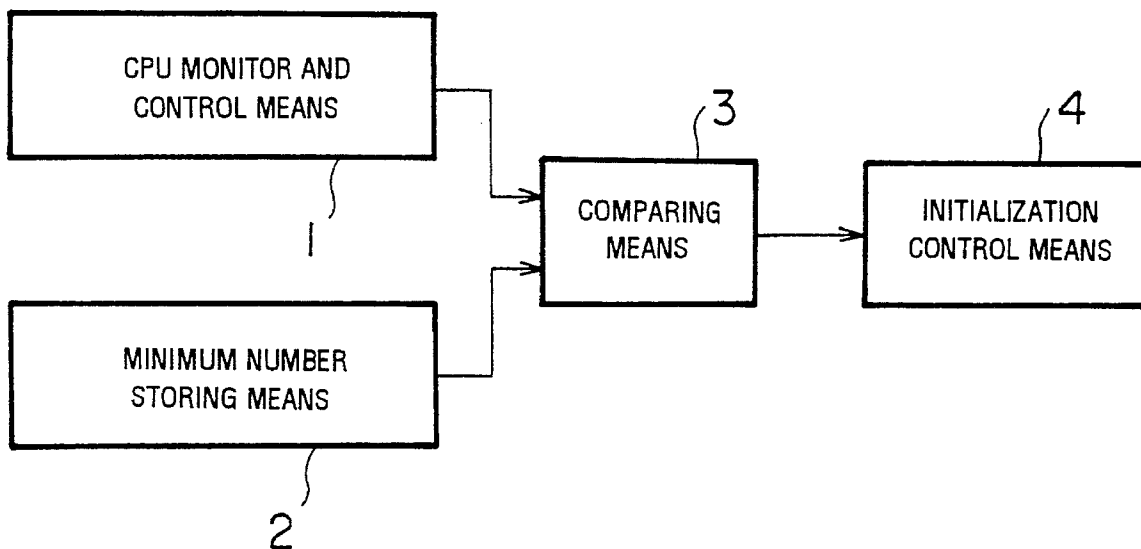 CPU MONITOR AND
CONTROL MEANS
1
3
COMPARING
MEANS
4
INITIALIZATION
CONTROL MEANS
MINIMUM NUMBER
STORING MEANS
2